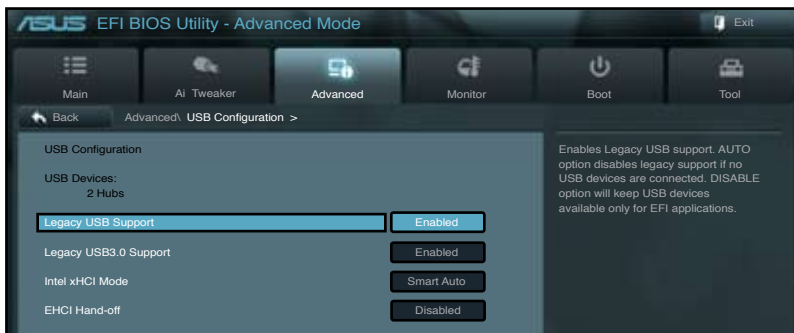 ASUS EFI BIOS Utility - Advanced Mode
Exit
Main Ai Tweaker Advanced Monitor Boot Tool
Back Advanced\ USB Configuration >
USB Configuration
USB Devices:
2 Hubs
Legacy USB Support Enabled
Legacy USB3.0 Support Enabled
Intel xHCI Mode Smart Auto
EHCI Hand-off Disabled
Enables Legacy USB support. AUTO
option disables legacy support if no
USB devices are connected. DISABLE
option will keep USB devices
available only for EFI applications.